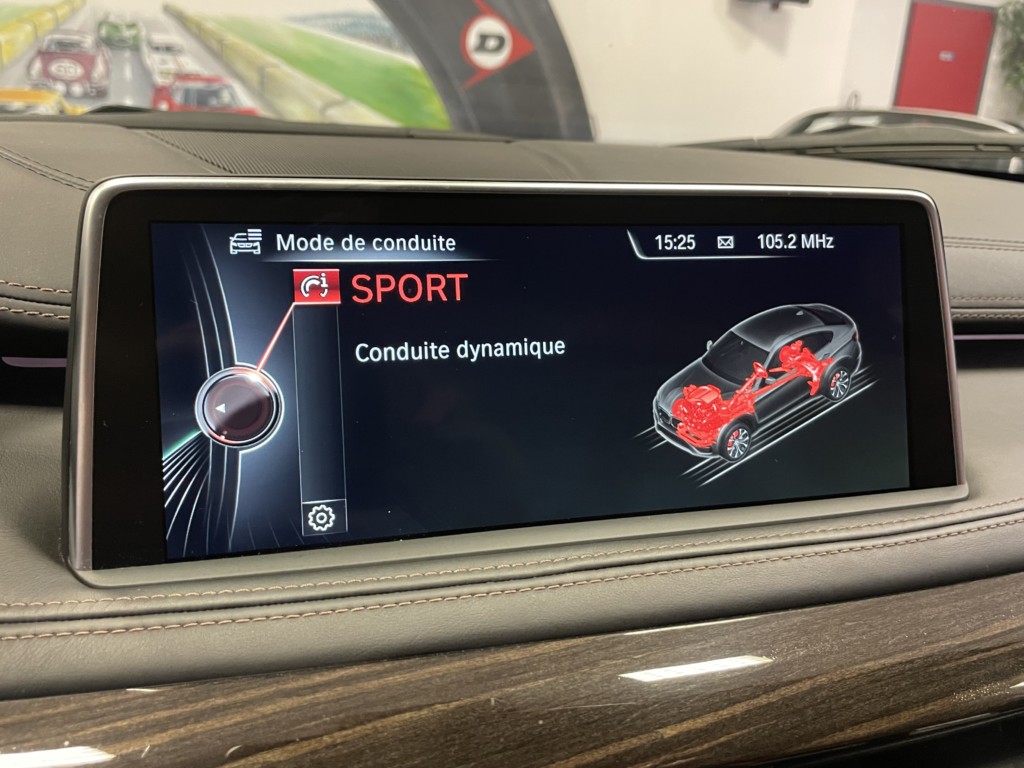 D
Mode de conduite
15:25
105.2 MHz
SPORT
Conduite dynamique